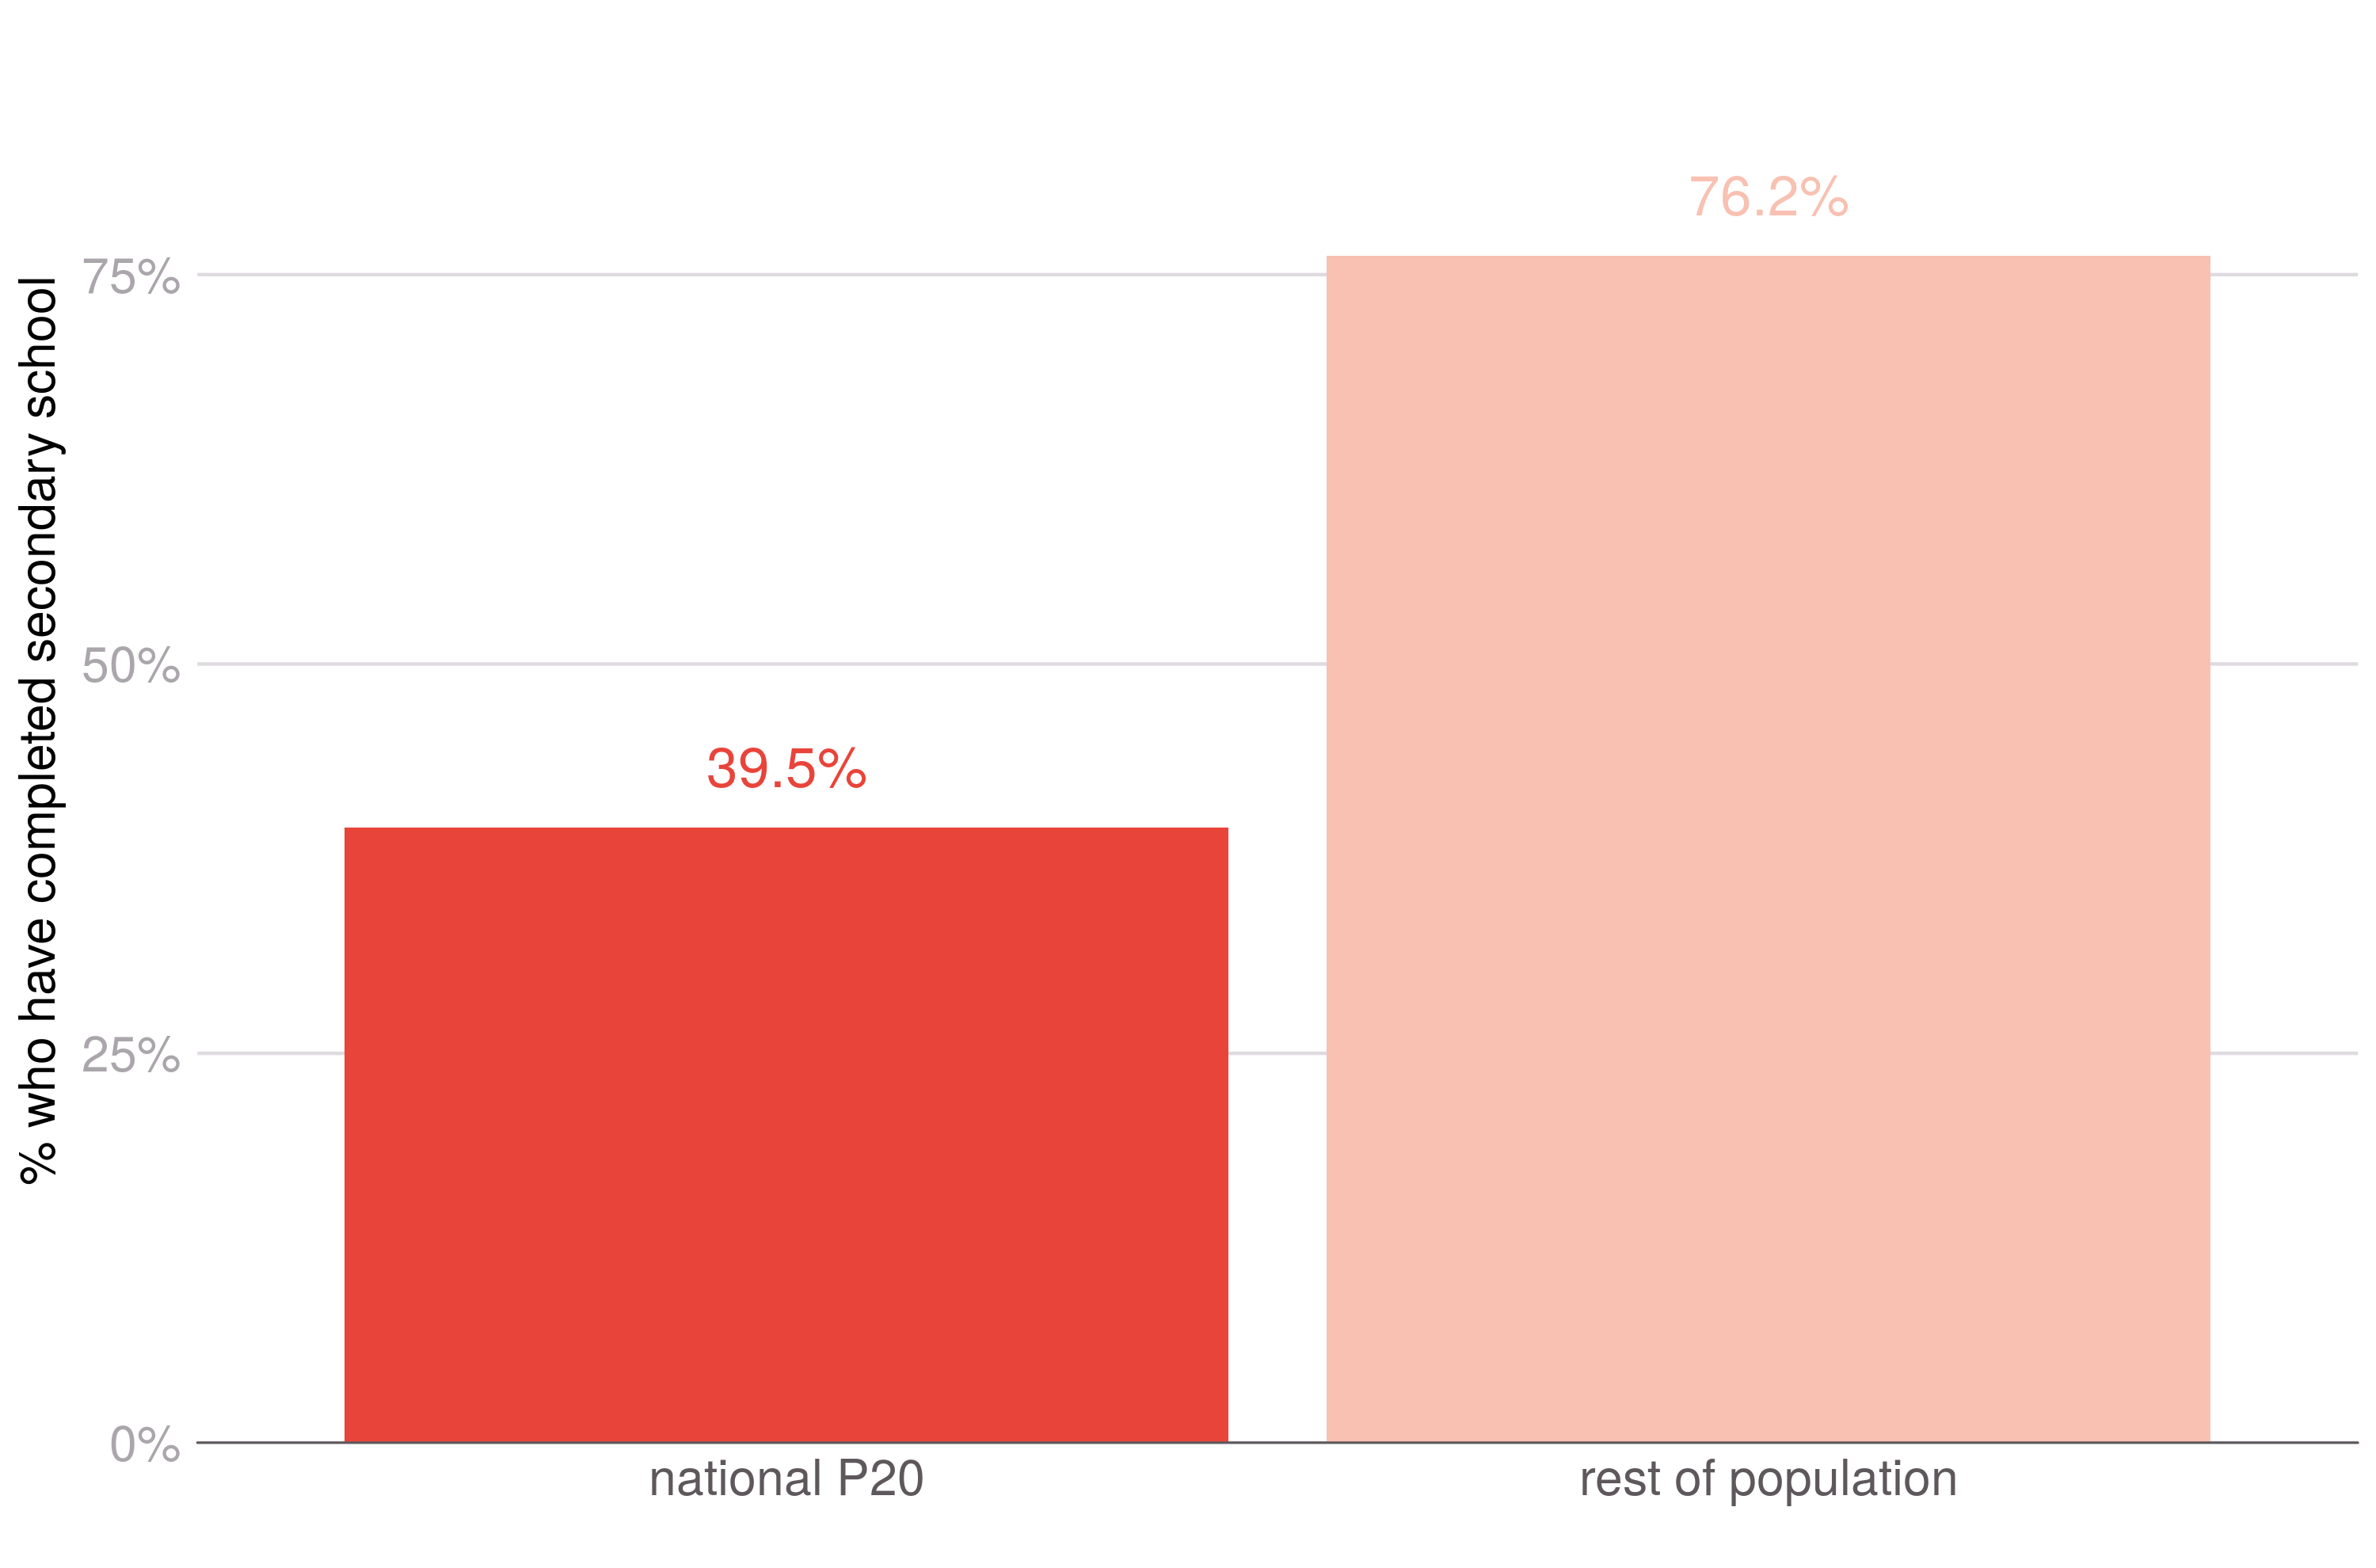 % who have completed secondary school
76.2%
75%
50%
39.5%
25%
0%
national P20
rest of population